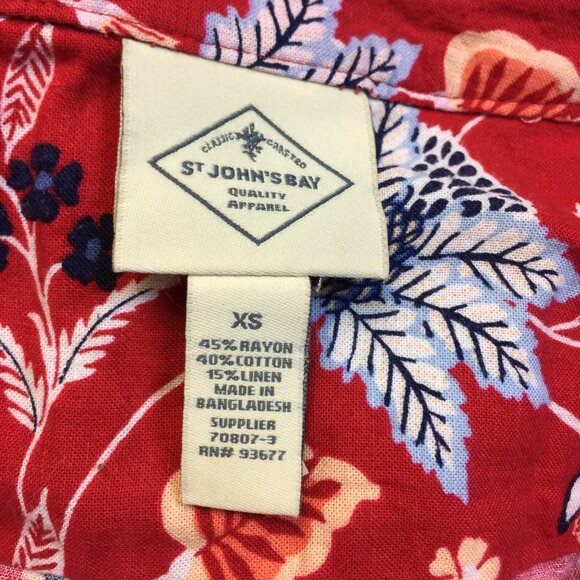 CLASSIC CRAFTED
ST JOHN'S BAY
QUALITY
APPAREL
XS
45% RAYON
40% COTTON
15% LINEN
MADE IN
BANGLADESH
SUPPLIER
70807-3
RN# 93677